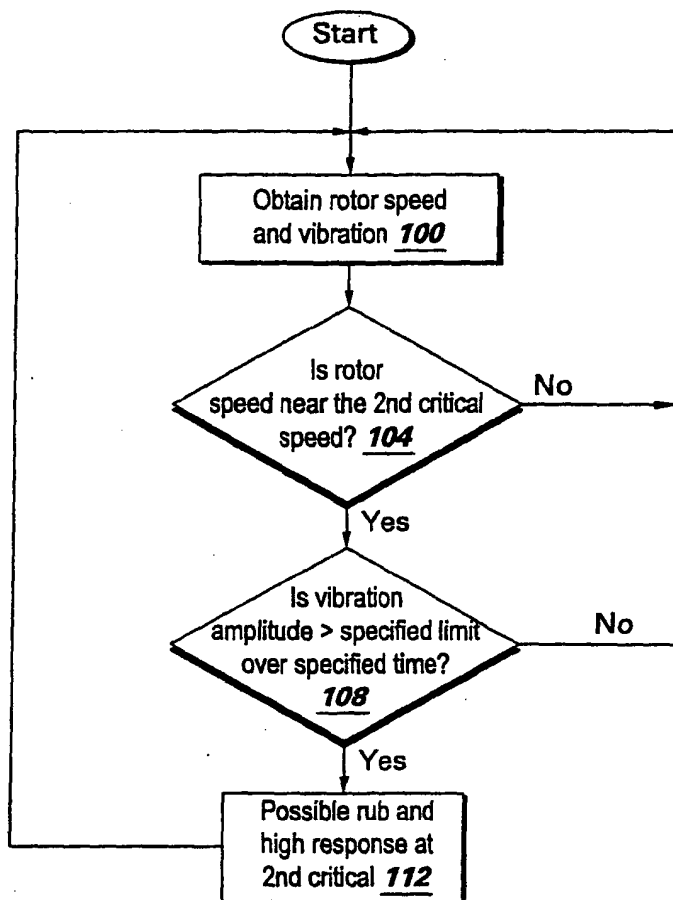 Start
Obtain rotor speed
and vibration 100
Is rotor
speed near the 2nd critical
speed? 104
No
Yes
Is vibration
amplitude > specified limit
over specified time?
108
No
Yes
Possible rub and
high response at
2nd critical 112